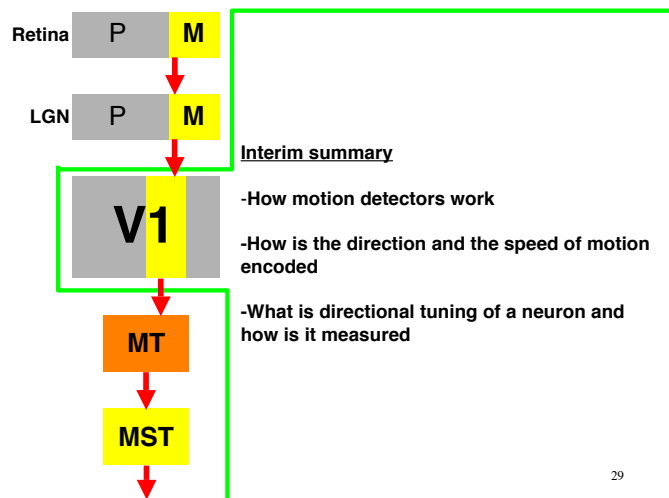 Retina P M
LGN P M
Interim summary
-How motion detectors work
V1
-How is the direction and the speed of motion
encoded
-What is directional tuning of a neuron and
how is it measured
MT
MST
29